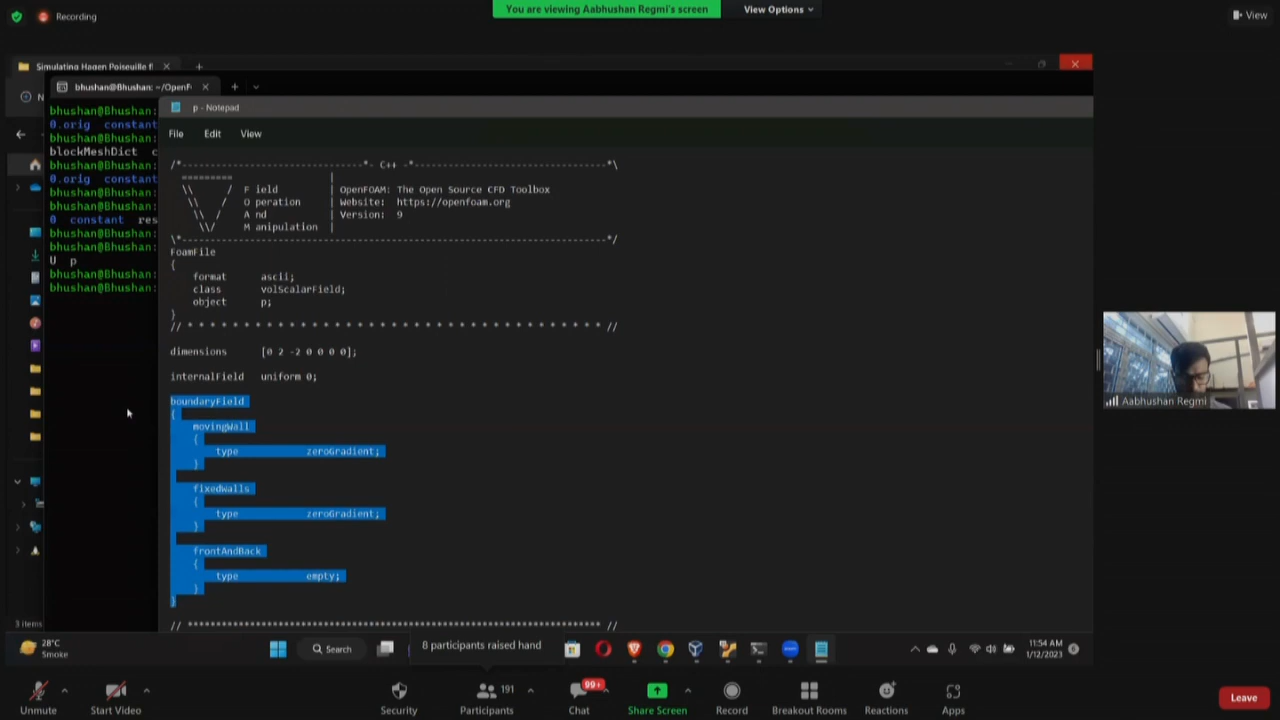 Recording
You are viewing Aabhushan Regmi's screen
View Options
View
Simulating Hagen Poiseuille f
bhushan@Bhushan: ~/OpenF
p - Notepad
File Edit View
bhushan@Bhushan:
0.orig constant
bhushan@Bhushan:
blockMeshDict c
bhushan@Bhushan:
0.orig constant
bhushan@Bhushan:
bhushan@Bhushan:
0 constant res
bhushan@Bhushan:
bhushan@Bhushan:
U p
bhushan@Bhushan:
bhushan@Bhushan:
/*--------------------------------*- C++ -*----------------------------------*\
=========                 |
\\      /  F ield         | OpenFOAM: The Open Source CFD Toolbox
\\    /   O peration     | Website:  https://openfoam.org
\\  /    A nd           | Version:  9
\\/     M anipulation  |
\*---------------------------------------------------------------------------*/
FoamFile
{
format      ascii;
class       volScalarField;
object      p;
}
// * * * * * * * * * * * * * * * * * * * * * * * * * * * * * * * * * * * * * //
dimensions      [0 2 -2 0 0 0 0];
internalField   uniform 0;
boundaryField
{
movingWall
{
type            zeroGradient;
}
fixedWalls
{
type            zeroGradient;
}
frontAndBack
{
type            empty;
}
}
// ************************************************************************* //
Aabhushan Regmi
3 items
28°C
Smoke
Search
8 participants raised hand
11:54 AM
1/12/2023
6
Unmute
Start Video
Security
191
Participants
99+
Chat
Share Screen
Record
Breakout Rooms
Reactions
Apps
Leave